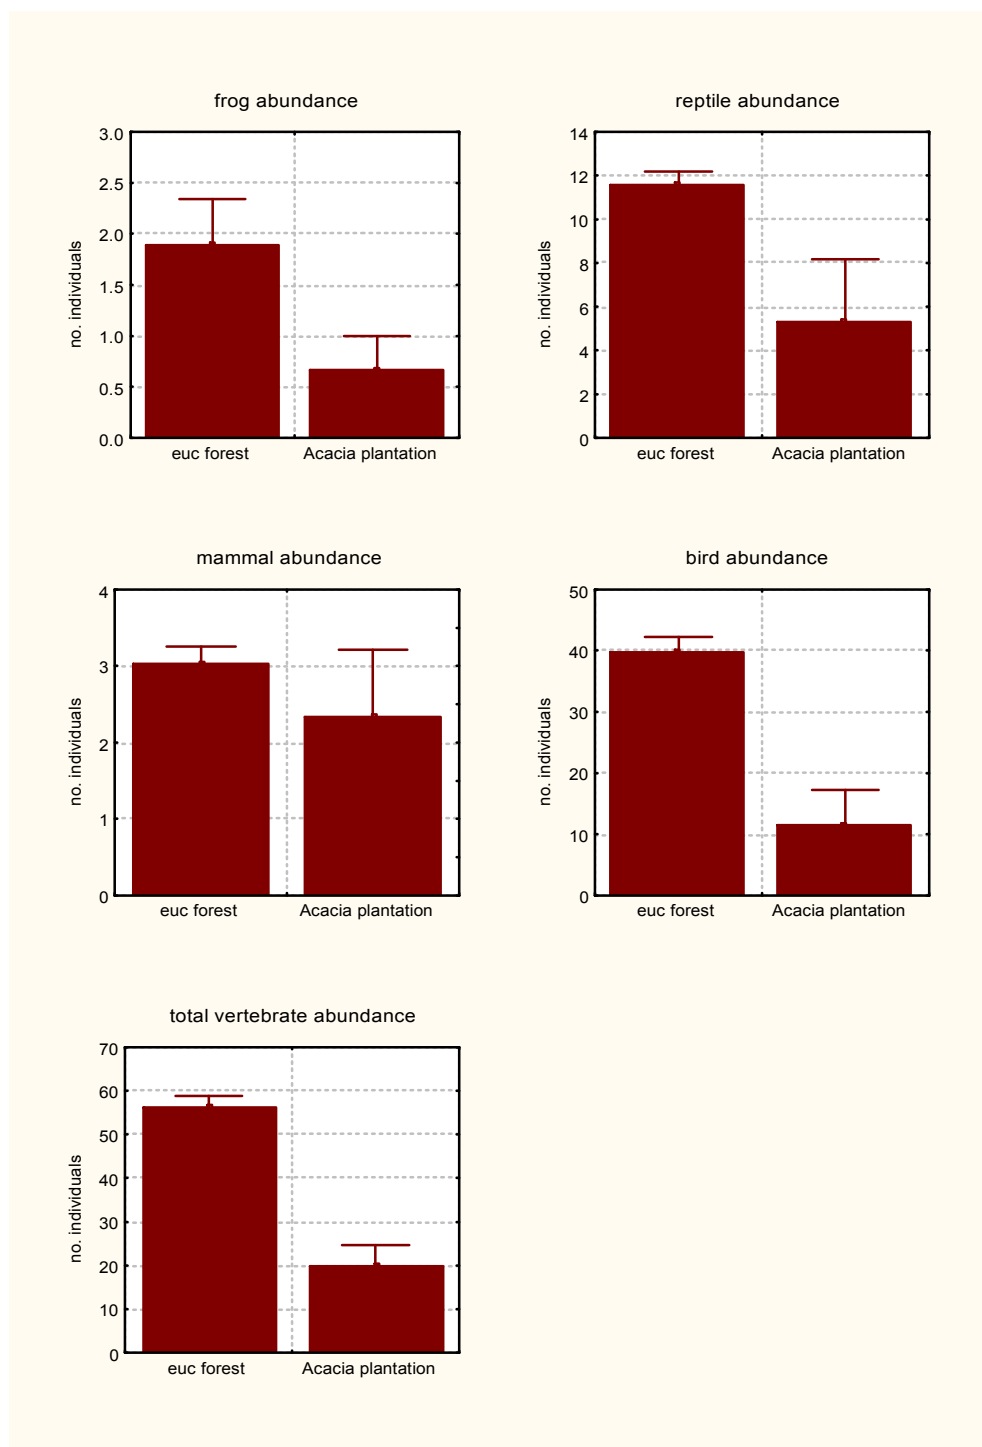 frog abundance
no. individuals
3.0
2.5
2.0
1.5
1.0
0.5
0.0
euc forest Acacia plantation
reptile abundance
no. individuals
14
12
10
8
6
4
2
0
euc forest Acacia plantation
mammal abundance
no. individuals
4
3
2
1
0
euc forest Acacia plantation
bird abundance
no. individuals
50
40
30
20
10
0
euc forest Acacia plantation
total vertebrate abundance
no. individuals
70
60
50
40
30
20
10
0
euc forest Acacia plantation